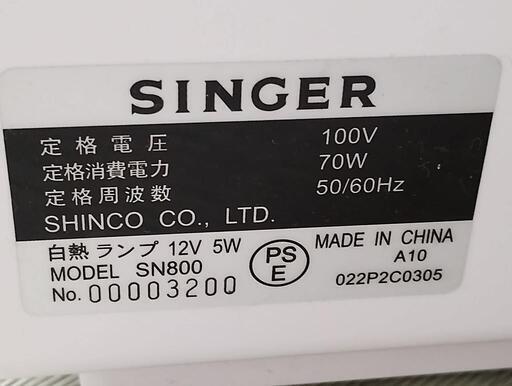 SINGER
定格電圧 100V
定格消費電力 70W
定格周波数 50/60Hz
SHINCO CO., LTD.
白熱ランプ 12V 5W
MODEL SN800
No. 00003200
PS
E
MADE IN CHINA
A10
022P2C0305